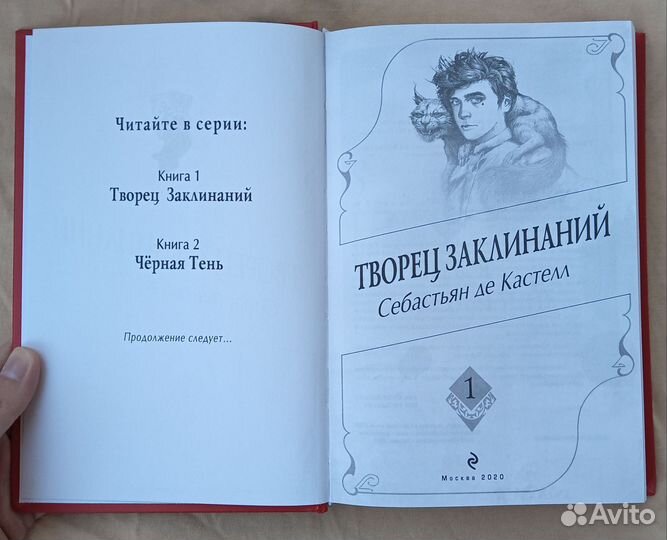 Читайте в серии:
Книга 1
Творец Заклинаний
Книга 2
Чёрная Тень
Продолжение следует...
ТВОРЕЦ ЗАКЛИНАНИЙ
Себастьян де Кастелл
1
Москва 2020
Avito